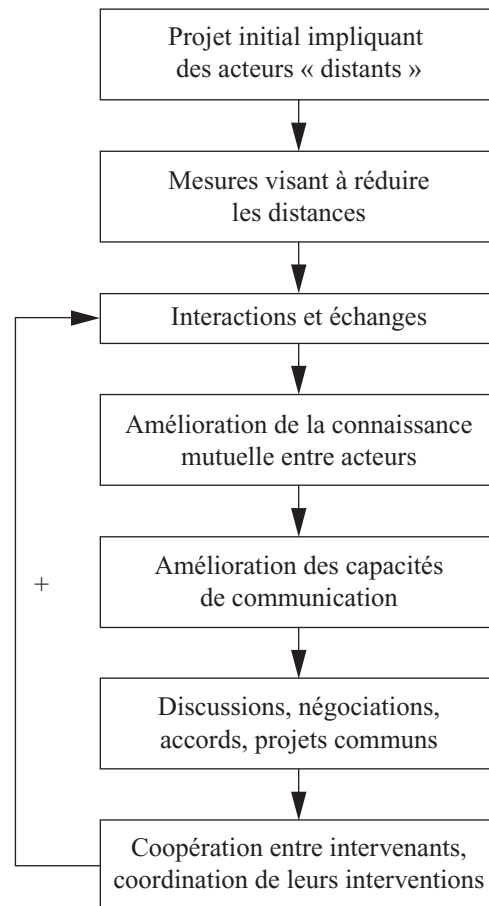 Projet initial impliquant
des acteurs « distants »
Mesures visant à réduire
les distances
Interactions et échanges
Amélioration de la connaissance
mutuelle entre acteurs
+
Amélioration des capacités
de communication
Discussions, négociations,
accords, projets communs
Coopération entre intervenants,
coordination de leurs interventions